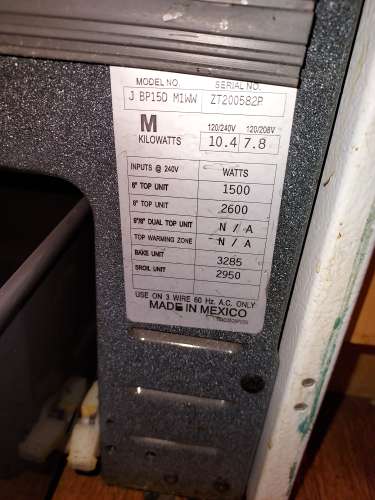 MODEL NO. SERIAL NO.
J BP15D M1WW ZT200582P
M 120/240V 120/208V
KILOWATTS 10.4 7.8
INPUTS @ 240V WATTS
6" TOP UNIT 1500
8" TOP UNIT 2600
9"/6" DUAL TOP UNIT N / A
TOP WARMING ZONE N / A
BAKE UNIT 3285
BROIL UNIT 2950
USE ON 3 WIRE 60 Hz. A.C. ONLY
MADE IN MEXICO